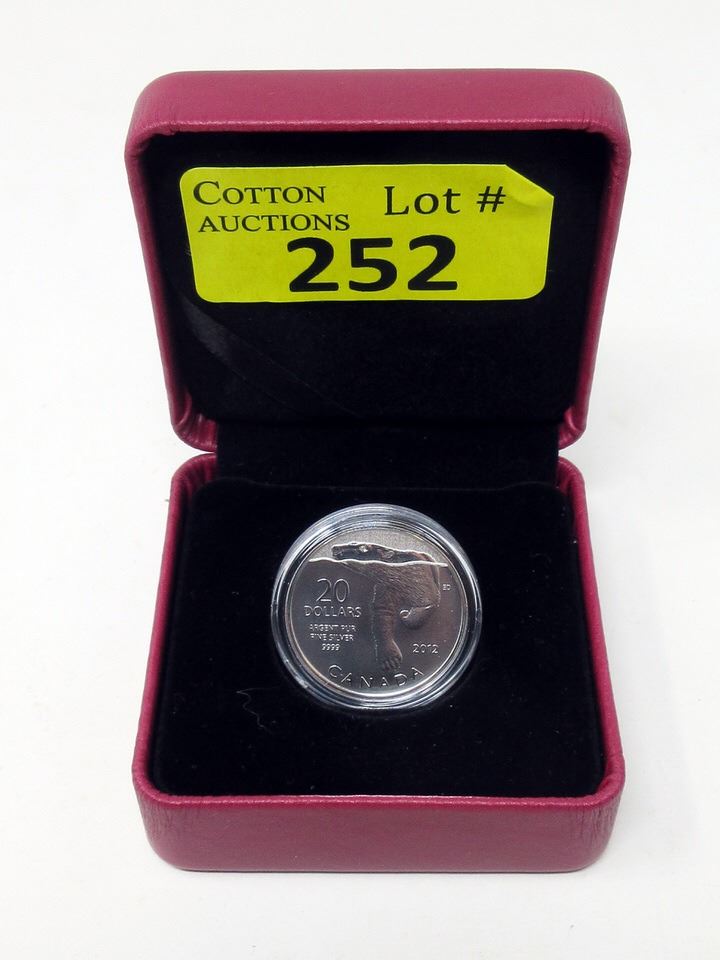 COTTON
AUCTIONS
Lot #
252
20
DOLLARS
ARGENT PUR
FINE SILVER
9999
2012
CANADA